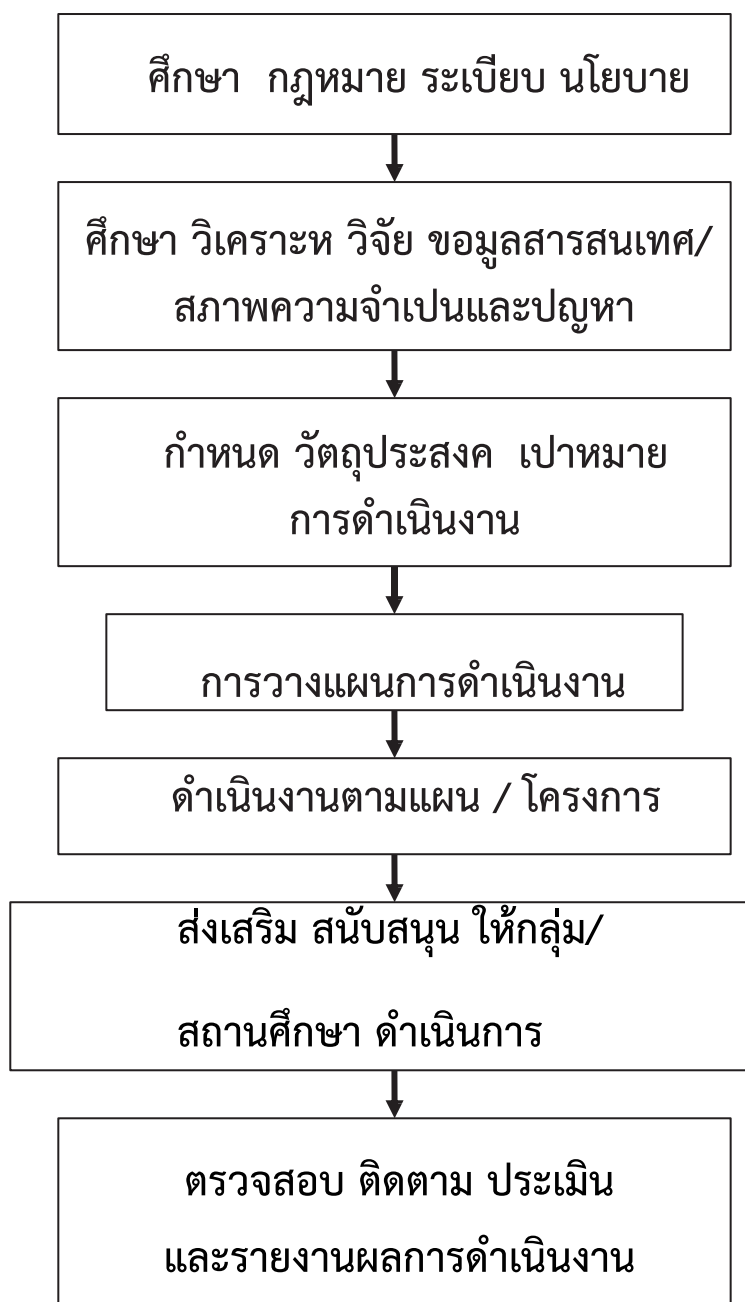 ศึกษา  กฎหมาย ระเบียบ นโยบาย
ศึกษา วิเคราะห วิจัย ขอมูลสารสนเทศ/
สภาพความจําเปนและปญหา
กําหนด วัตถุประสงค  เปาหมาย
การดําเนินงาน
การวางแผนการดําเนินงาน
ดําเนินงานตามแผน / โครงการ
ส่งเสริม สนับสนุน ให้กลุ่ม/
สถานศึกษา ดําเนินการ
ตรวจสอบ ติดตาม ประเมิน
และรายงานผลการดําเนินงาน